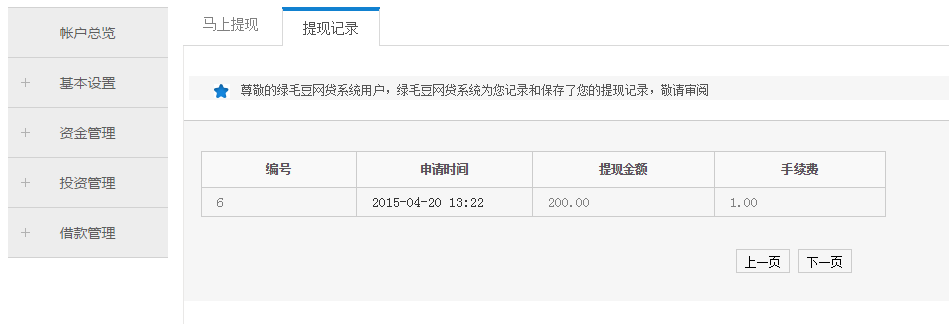 马上提现
提现记录
帐户总览
+ 基本设置
+ 资金管理
+ 投资管理
+ 借款管理
尊敬的绿毛豆网贷系统用户，绿毛豆网贷系统为您记录和保存了您的提现记录，敬请审阅
编号 申请时间 提现金额 手续费
6 2015-04-20 13:22 200.00 1.00
上一页 下一页